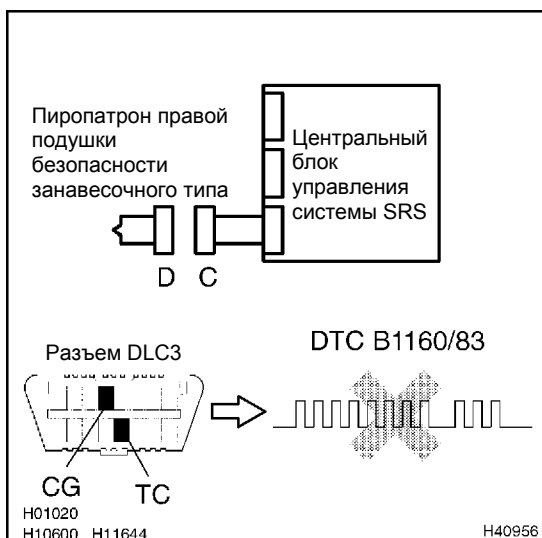 Пиропатрон правой
подушки
безопасности
занавесочного типа
Центральный
блок
управления
системы SRS
D C
Разъем DLC3
DTC B1160/83
CG TC
H01020
H10600 H11644
H40956